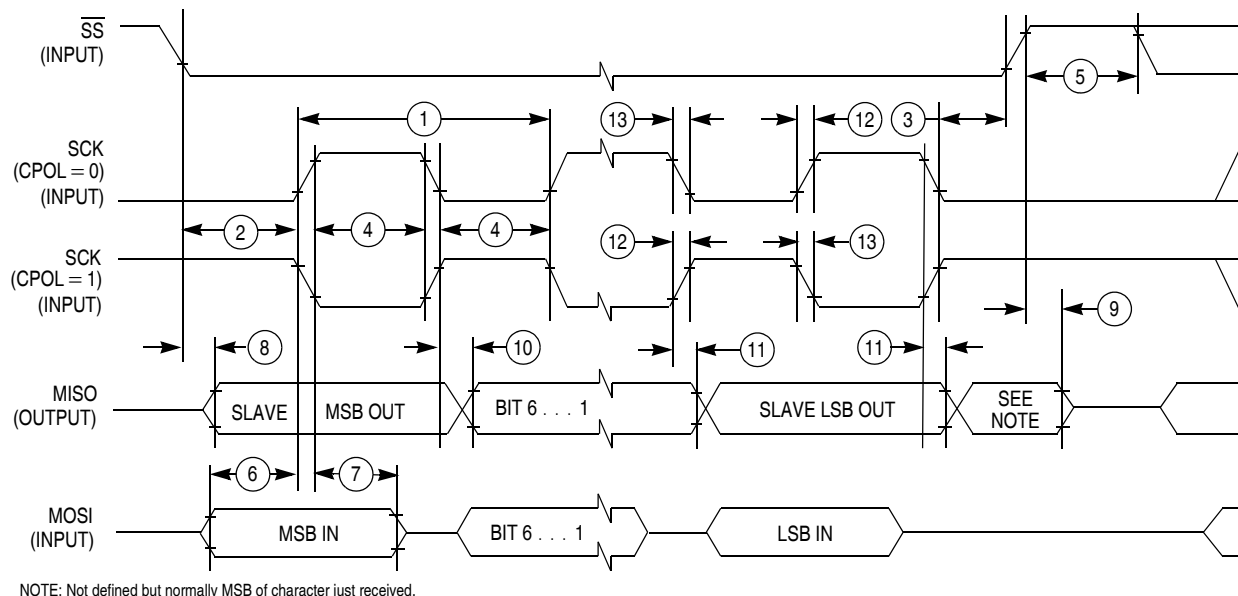 SS
(INPUT)
5
1
13
12
3
SCK
(CPOL = 0)
(INPUT)
2
4
4
12
13
SCK
(CPOL = 1)
(INPUT)
9
8
10
11
11
MISO
(OUTPUT)
SLAVE MSB OUT
BIT 6 . . . 1
SLAVE LSB OUT
SEE
NOTE
6
7
MOSI
(INPUT)
MSB IN
BIT 6 . . . 1
LSB IN
NOTE: Not defined but normally MSB of character just received.